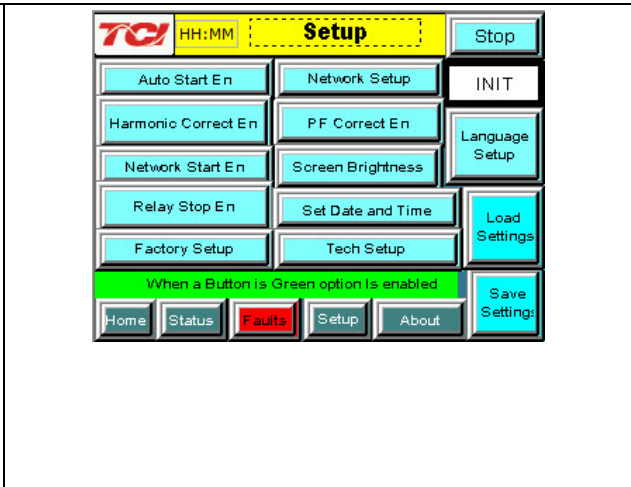 TCI HH:MM Setup Stop
Auto Start En Network Setup INIT
Harmonic Correct En PF Correct En Language
Setup
Network Start En Screen Brightness
Relay Stop En Set Date and Time Load
Settings
Factory Setup Tech Setup
When a Button is Green option Is enabled Save
Home Status Faults Setup About Settings